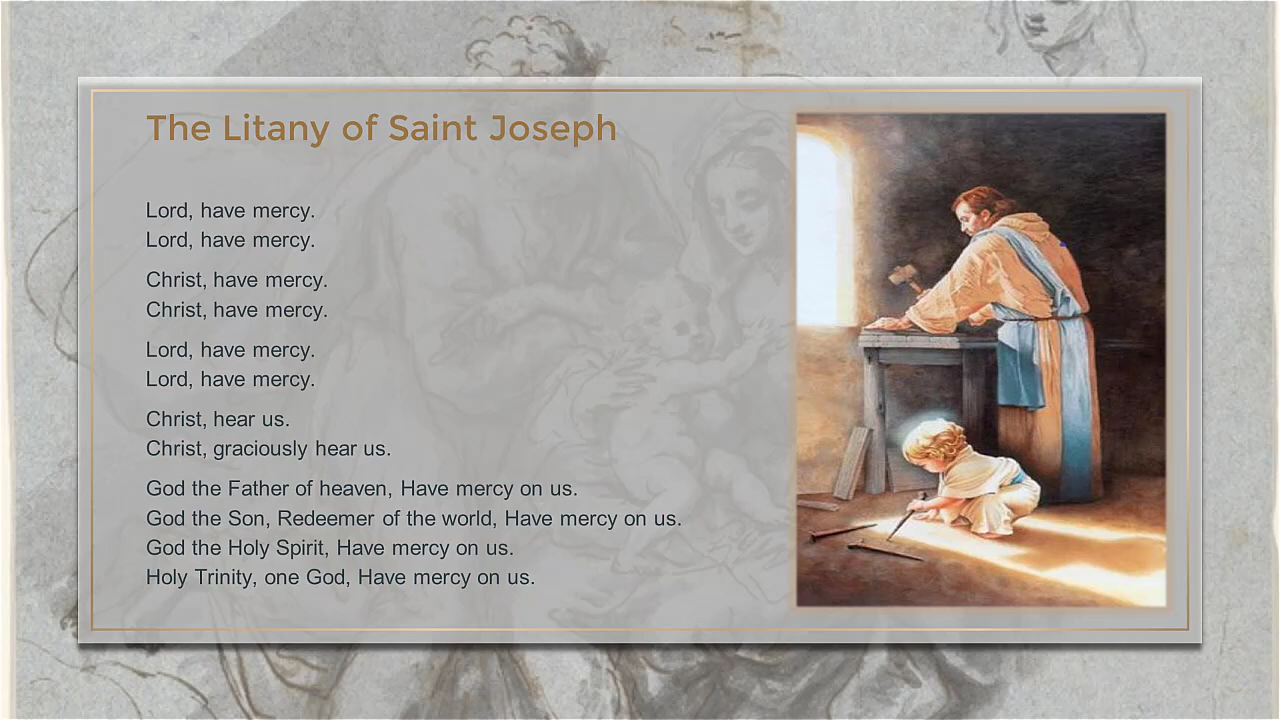 The Litany of Saint Joseph
Lord, have mercy.
Lord, have mercy.
Christ, have mercy.
Christ, have mercy.
Lord, have mercy.
Lord, have mercy.
Christ, hear us.
Christ, graciously hear us.
God the Father of heaven, Have mercy on us.
God the Son, Redeemer of the world, Have mercy on us.
God the Holy Spirit, Have mercy on us.
Holy Trinity, one God, Have mercy on us.